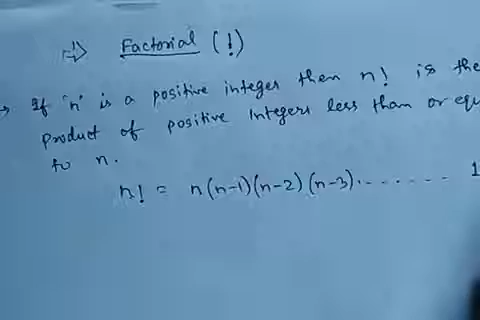 => Factorial (!)
→ If 'n' is a positive integer then n! is the
product of positive Integers less than or equ
to n.
n! = n(n-1)(n-2)(n-3)........ 1